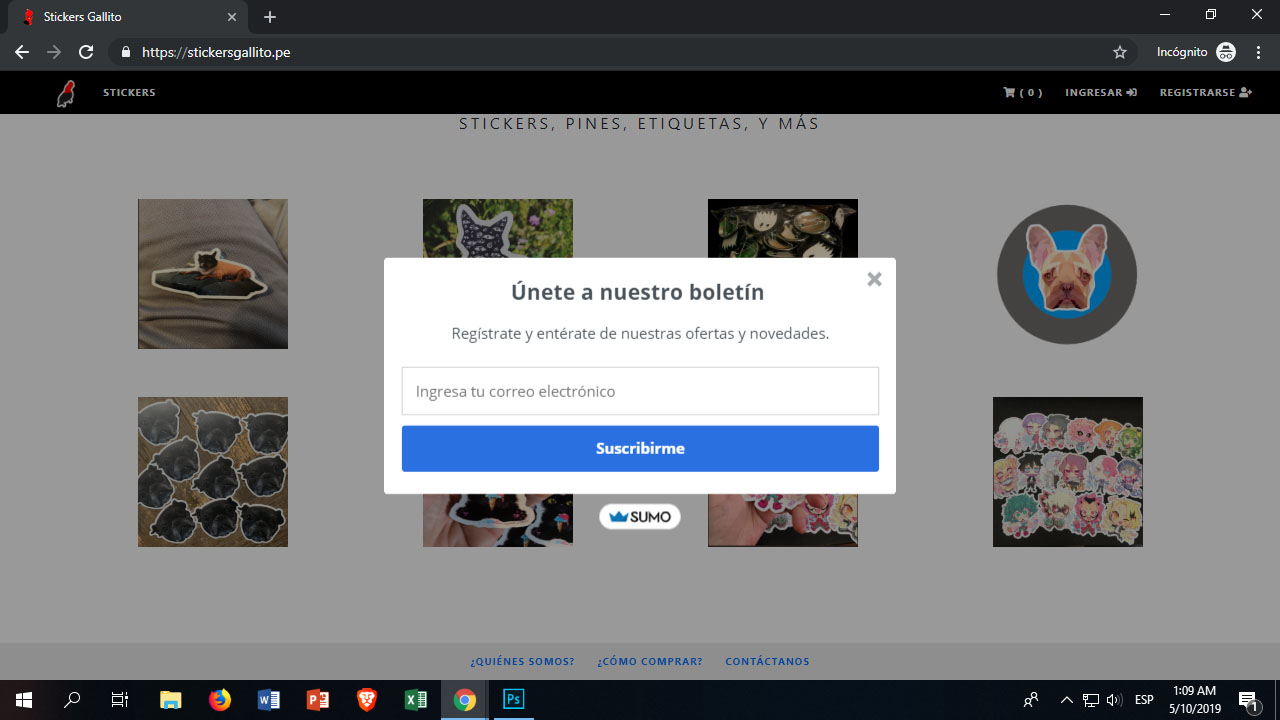 Stickers Gallito
https://stickersgallito.pe
Incógnito
STICKERS
( 0 )
INGRESAR
REGISTRARSE
STICKERS, PINES, ETIQUETAS, Y MÁS
Únete a nuestro boletín
Regístrate y entérate de nuestras ofertas y novedades.
Ingresa tu correo electrónico
Suscribirme
SUMO
¿QUIÉNES SOMOS?
¿CÓMO COMPRAR?
CONTÁCTANOS
Ps
ESP
1:09 AM
5/10/2019
1